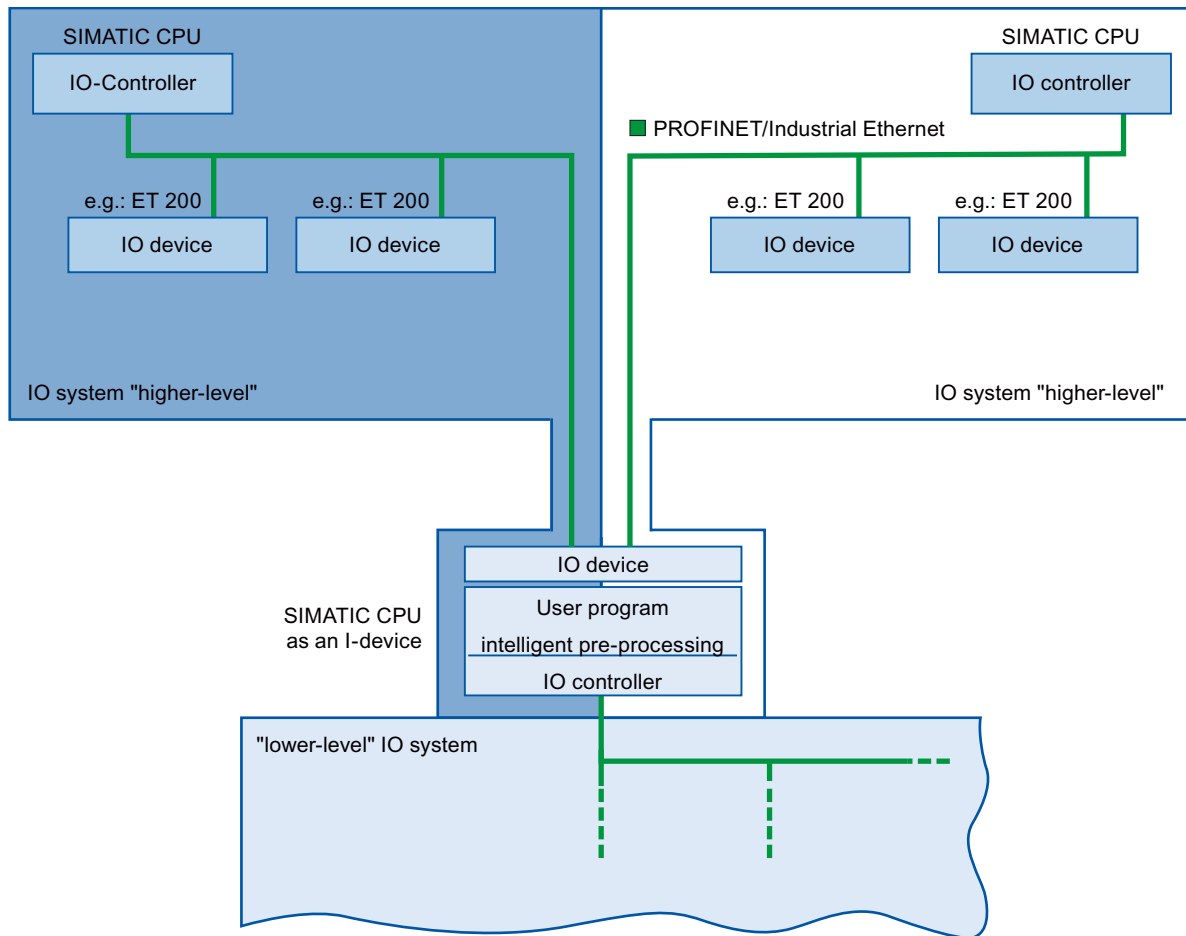 SIMATIC CPU
IO-Controller
e.g.: ET 200
IO device
e.g.: ET 200
IO device
IO system "higher-level"
SIMATIC CPU
IO controller
PROFINET/Industrial Ethernet
e.g.: ET 200
IO device
e.g.: ET 200
IO device
IO system "higher-level"
SIMATIC CPU
as an I-device
IO device
User program
intelligent pre-processing
IO controller
"lower-level" IO system